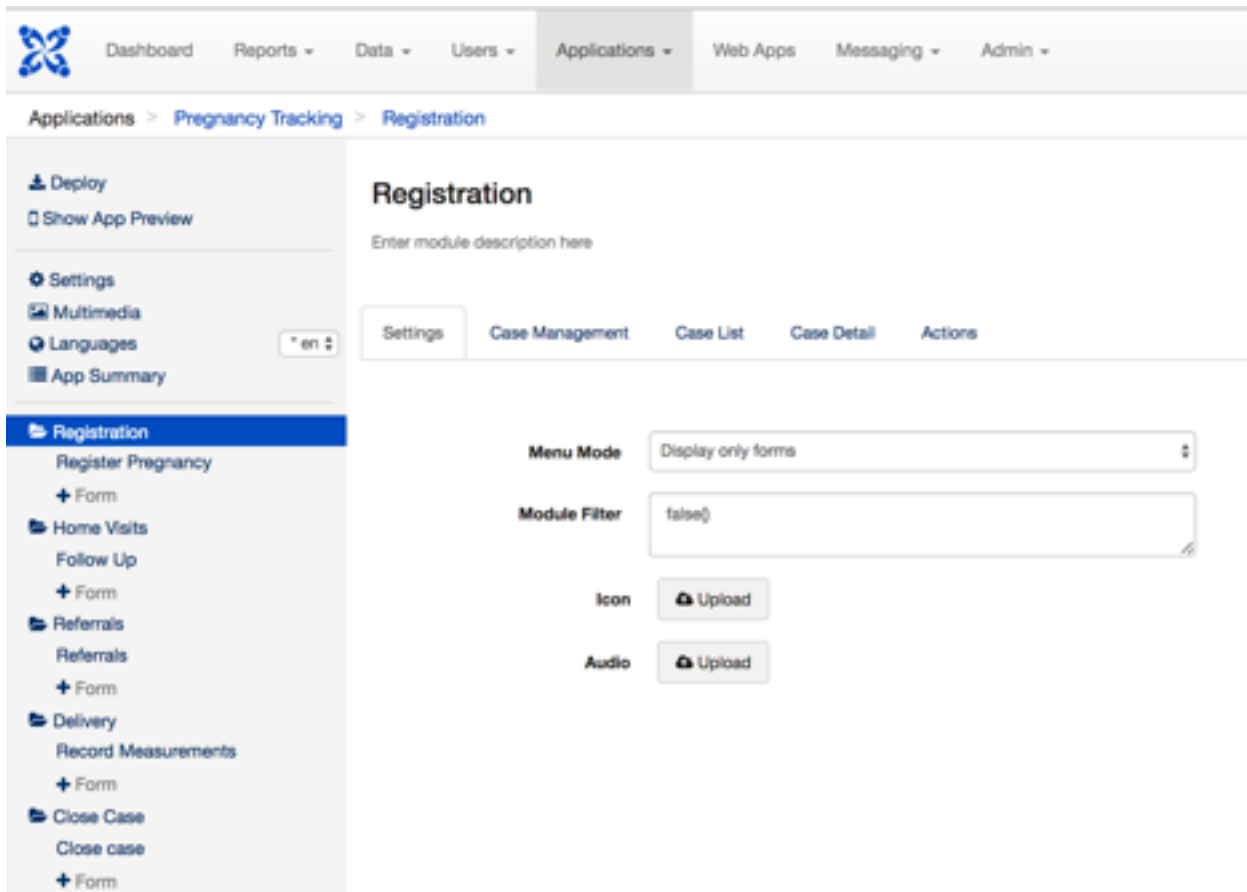 Dashboard Reports Data Users Applications Web Apps Messaging Admin
Applications > Pregnancy Tracking > Registration
Deploy
Show App Preview
Settings
Multimedia
Languages * en
App Summary
Registration
Register Pregnancy
+ Form
Home Visits
Follow Up
+ Form
Referrals
Referrals
+ Form
Delivery
Record Measurements
+ Form
Close Case
Close case
+ Form
Registration
Enter module description here
Settings Case Management Case List Case Detail Actions
Menu Mode Display only forms
Module Filter false()
Icon Upload
Audio Upload